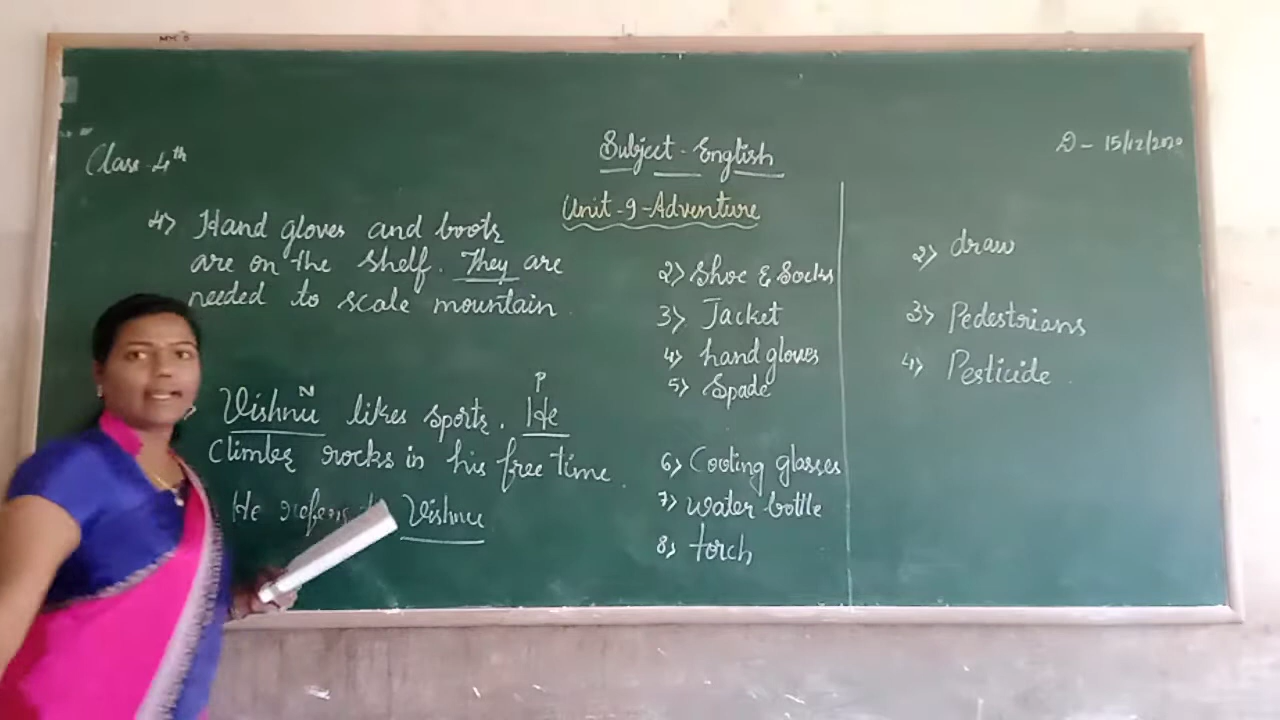 Class-4th
Subject-English
D- 15/12/2020
Unit-9-Adventure
4) Hand gloves and boots
are on the shelf. They are
needed to scale mountain
N
P
Vishnu likes sports. He
Climbes rocks in his free time.
He refers to Vishnu
2) Shoe & Socks
3) Jacket
4) hand gloves
5) Spade
6) Cooling glasses
7) Water bottle
8) torch
2) draw
3) Pedestrians
4) Pesticide